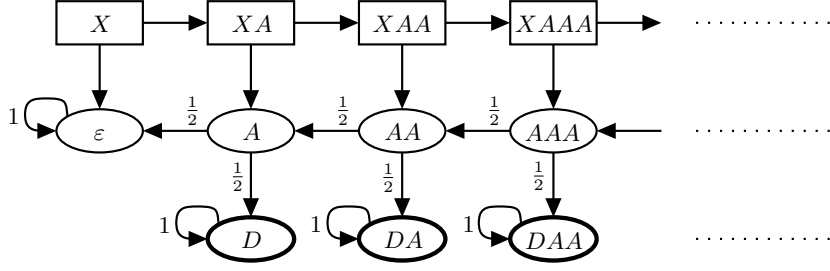 X XA XAA XAAA ..........
1 ε ½ A ½ AA ½ AAA ..........
½ ½ ½
1 D 1 DA 1 DAA ..........